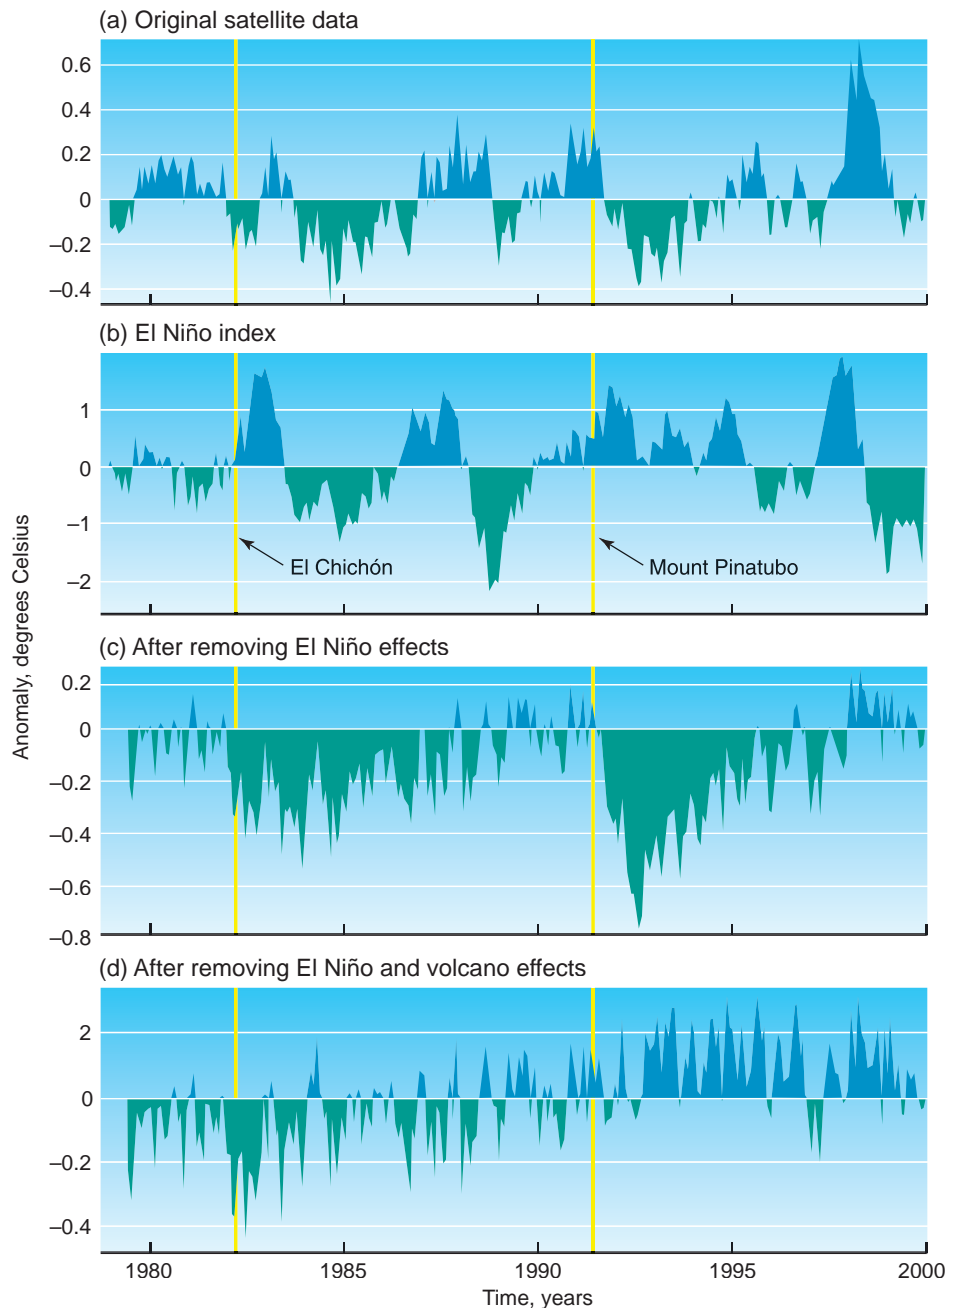 (a) Original satellite data
0.6
0.4
0.2
0
–0.2
–0.4
(b) El Niño index
1
0
–1
–2
El Chichón
Mount Pinatubo
Anomaly, degrees Celsius
(c) After removing El Niño effects
0.2
0
–0.2
–0.4
–0.6
–0.8
(d) After removing El Niño and volcano effects
2
0
–0.2
–0.4
1980 1985 1990 1995 2000
Time, years